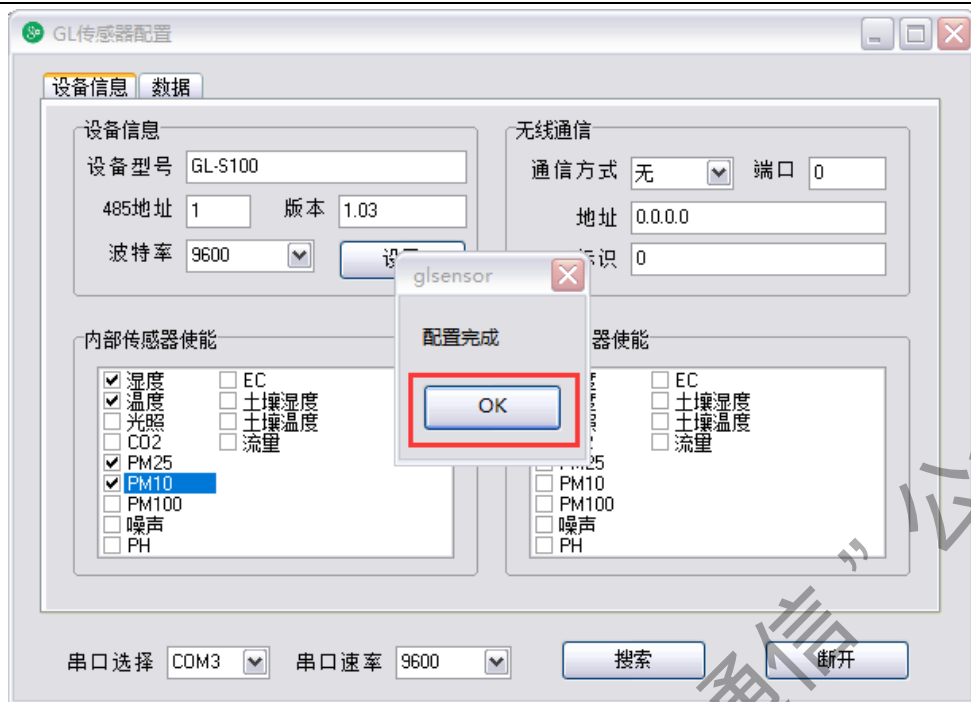 GL传感器配置
设备信息 数据
设备信息
设备型号 GL-S100
485地址 1 版本 1.03
波特率 9600
无线通信
通信方式 无 端口 0
地址 0.0.0.0
标识 0
glsensor
配置完成
OK
内部传感器使能
湿度 EC
温度 土壤湿度
光照 土壤温度
CO2 流量
PM25
PM10
PM100
噪声
PH
器使能
EC
土壤湿度
土壤温度
流量
PM25
PM10
PM100
噪声
PH
串口选择 COM3 串口速率 9600 搜索 断开
通信”公